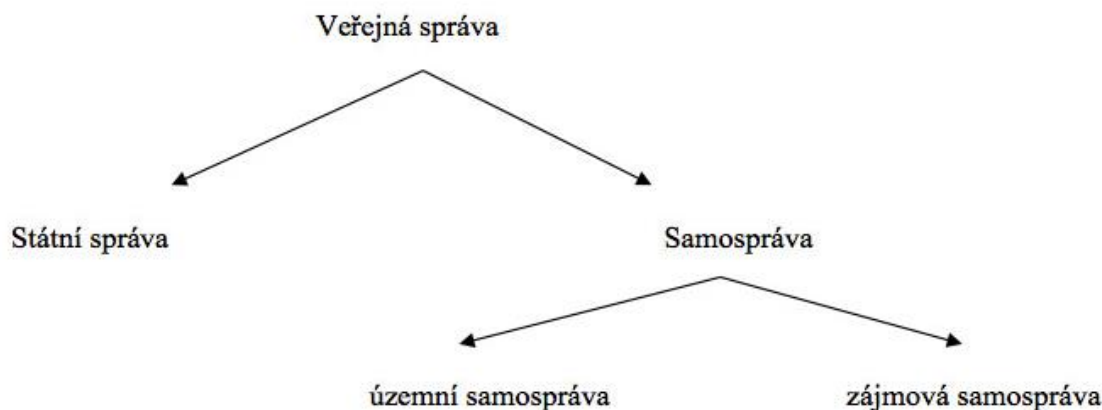 Veřejná správa
Státní správa
Samospráva
územní samospráva
zájmová samospráva